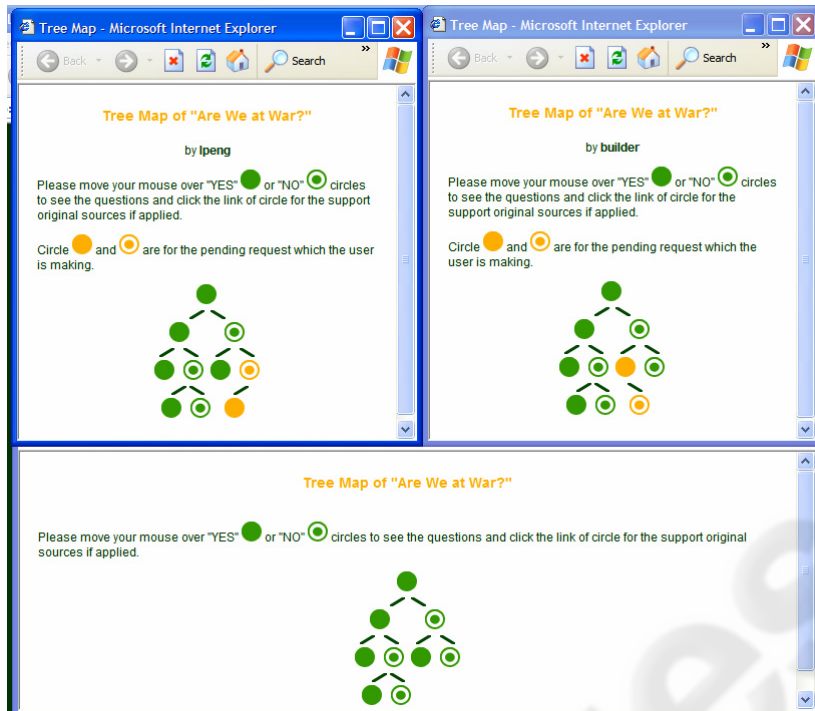 Tree Map - Microsoft Internet Explorer
Back
Search
»
Tree Map of "Are We at War?"
by lpeng
Please move your mouse over "YES" or "NO" circles
to see the questions and click the link of circle for the support
original sources if applied.
Circle and are for the pending request which the user
is making.
Tree Map - Microsoft Internet Explorer
Back
Search
»
Tree Map of "Are We at War?"
by builder
Please move your mouse over "YES" or "NO" circles
to see the questions and click the link of circle for the
support original sources if applied.
Circle and are for the pending request which the
user is making.
Tree Map of "Are We at War?"
Please move your mouse over "YES" or "NO" circles to see the questions and click the link of circle for the support original
sources if applied.